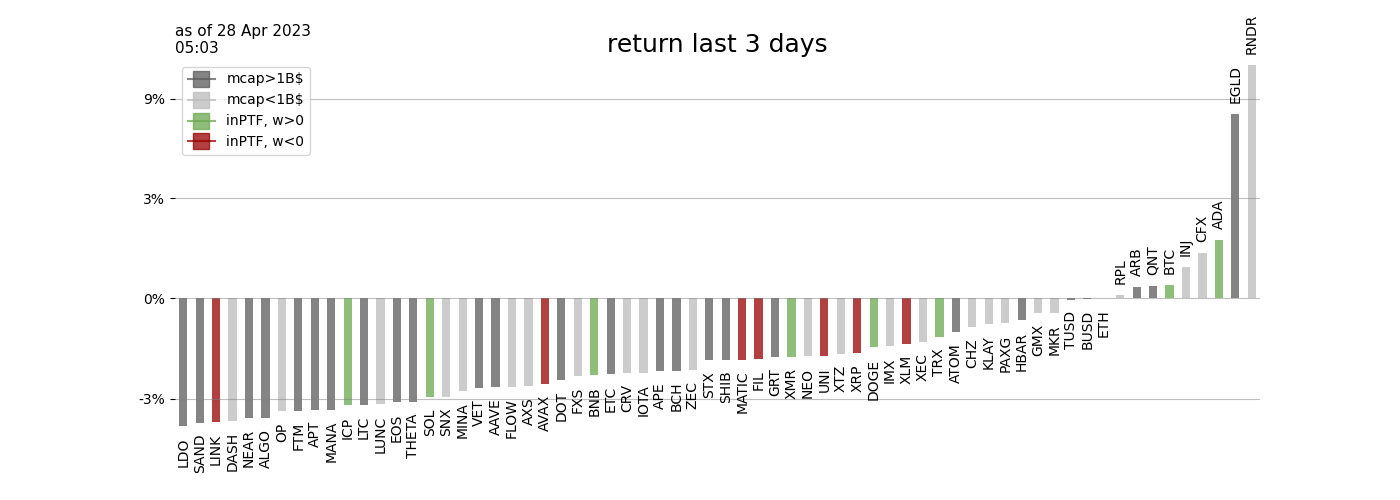 as of 28 Apr 2023
05:03
return last 3 days
mcap>1B$
mcap<1B$
inPTF, w>0
inPTF, w<0
9%
3%
0%
-3%
LDO
SAND
LINK
DASH
NEAR
ALGO
OP
FTM
APT
MANA
ICP
LTC
LUNC
EOS
THETA
SOL
SNX
MINA
VET
AAVE
FLOW
AXS
AVAX
DOT
FXS
BNB
ETC
CRV
IOTA
APE
BCH
ZEC
STX
SHIB
MATIC
FIL
GRT
XMR
NEO
UNI
XTZ
XRP
DOGE
IMX
XLM
XEC
TRX
ATOM
CHZ
KLAY
PAXG
HBAR
GMX
MKR
TUSD
BUSD
ETH
RPL
ARB
QNT
BTC
INJ
CFX
ADA
EGLD
RNDR